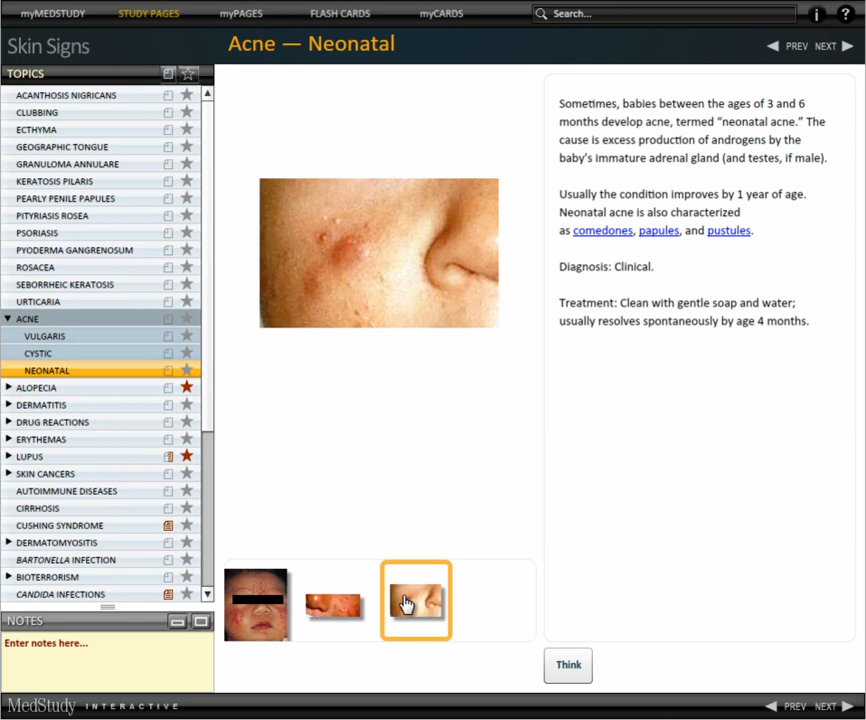 myMEDSTUDY STUDY PAGES myPAGES FLASH CARDS myCARDS Search... i ?
Skin Signs
Acne — Neonatal
PREV NEXT
TOPICS
ACANTHOSIS NIGRICANS
CLUBBING
ECTHYMA
GEOGRAPHIC TONGUE
GRANULOMA ANNULARE
KERATOSIS PILARIS
PEARLY PENILE PAPULES
PITYRIASIS ROSEA
PSORIASIS
PYODERMA GANGRENOSUM
ROSACEA
SEBORRHEIC KERATOSIS
URTICARIA
ACNE
VULGARIS
CYSTIC
NEONATAL
ALOPECIA
DERMATITIS
DRUG REACTIONS
ERYTHEMAS
LUPUS
SKIN CANCERS
AUTOIMMUNE DISEASES
CIRRHOSIS
CUSHING SYNDROME
DERMATOMYOSITIS
BARTONELLA INFECTION
BIOTERRORISM
CANDIDA INFECTIONS
NOTES
Enter notes here...
Sometimes, babies between the ages of 3 and 6
months develop acne, termed “neonatal acne.” The
cause is excess production of androgens by the
baby’s immature adrenal gland (and testes, if male).
Usually the condition improves by 1 year of age.
Neonatal acne is also characterized
as comedones, papules, and pustules.
Diagnosis: Clinical.
Treatment: Clean with gentle soap and water;
usually resolves spontaneously by age 4 months.
Think
MedStudy INTERACTIVE
PREV NEXT